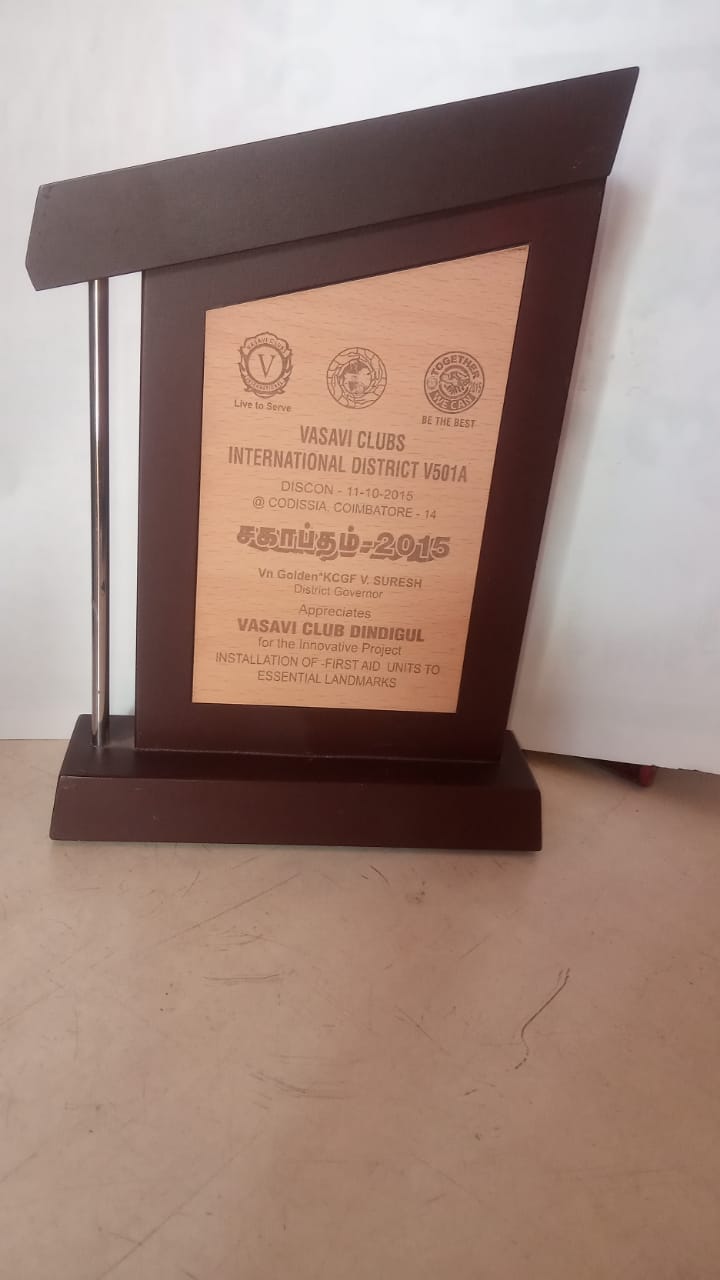 VASAVI CLUB
INTERNATIONAL
V
Live to Serve
TOGETHER
2015
WE CAN
BE THE BEST
VASAVI CLUBS
INTERNATIONAL DISTRICT V501A
DISCON - 11-10-2015
@ CODISSIA, COIMBATORE - 14
சகாப்தம்-2015
Vn Golden*KCGF V. SURESH
District Governor
Appreciates
VASAVI CLUB DINDIGUL
for the Innovative Project
INSTALLATION OF -FIRST AID UNITS TO
ESSENTIAL LANDMARKS